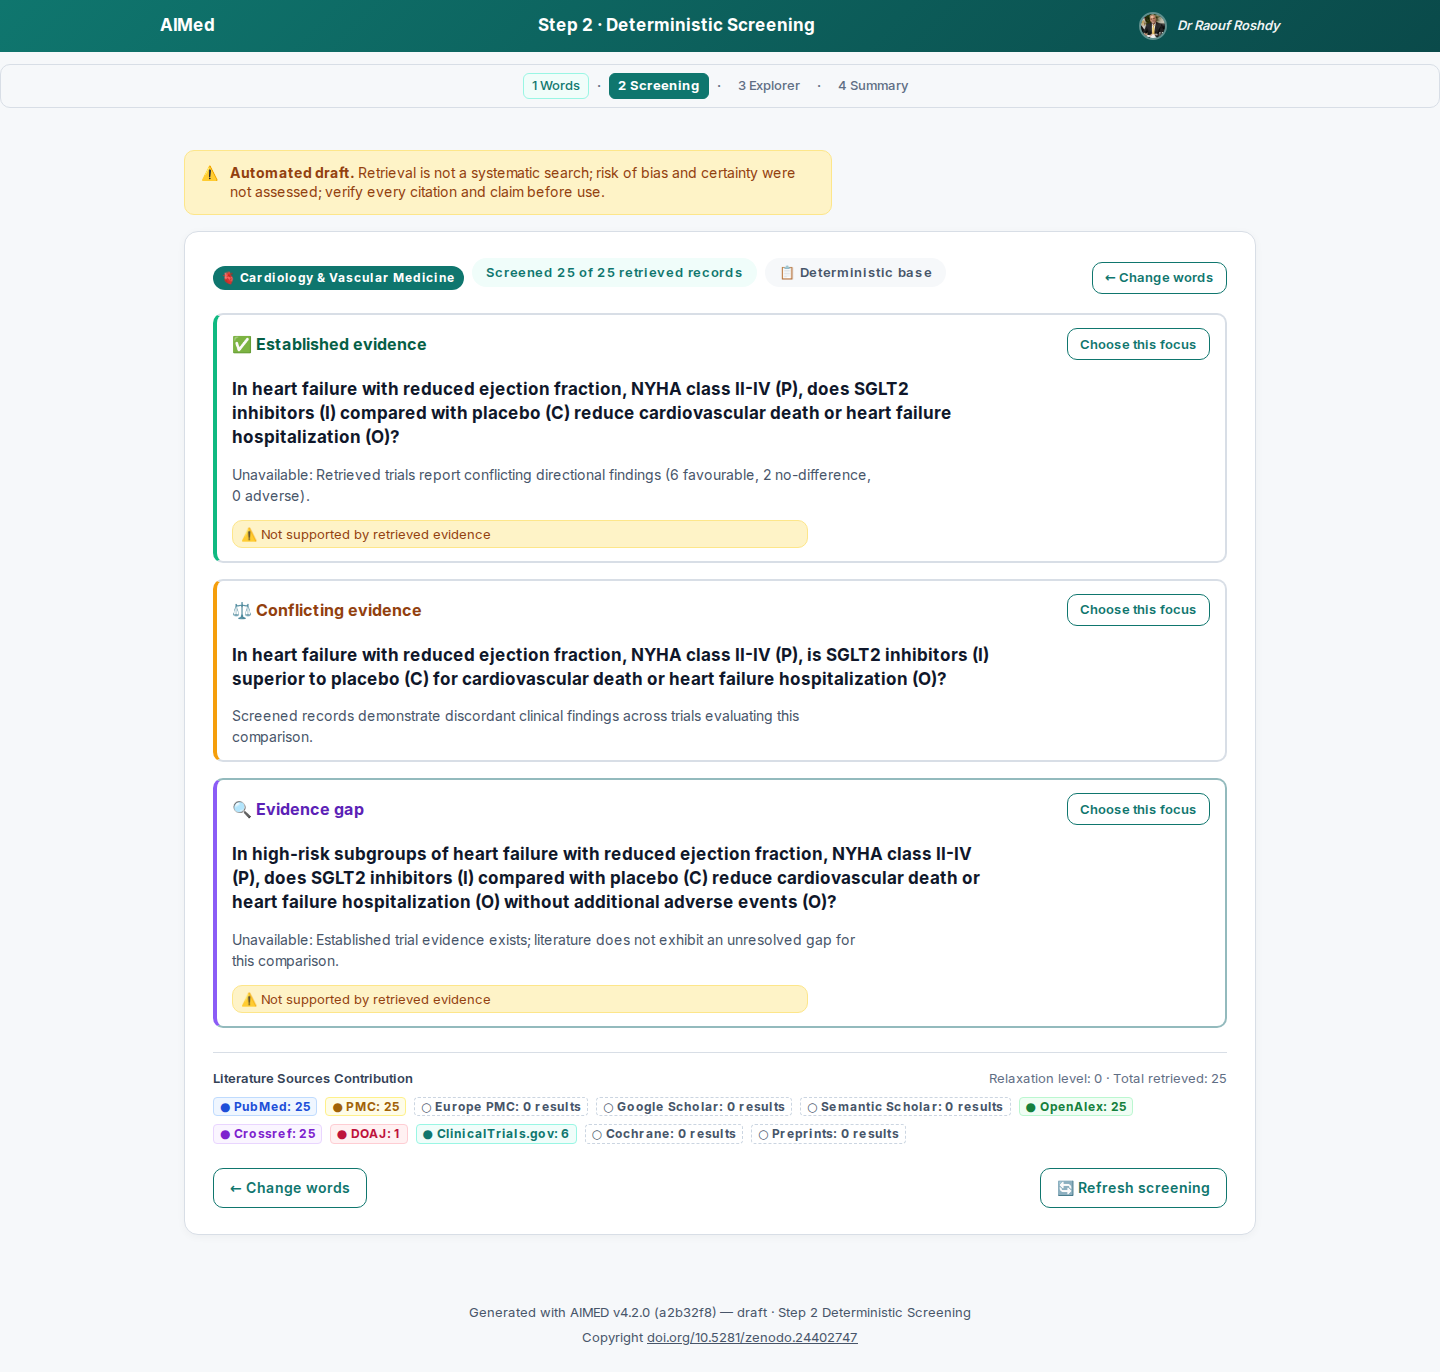 AIMed
Step 2 · Deterministic Screening
Dr Raouf Roshdy
1 Words · 2 Screening · 3 Explorer · 4 Summary
⚠️ Automated draft. Retrieval is not a systematic search; risk of bias and certainty were
not assessed; verify every citation and claim before use.
🫀 Cardiology & Vascular Medicine
Screened 25 of 25 retrieved records
📋 Deterministic base
← Change words
✅ Established evidence
Choose this focus
In heart failure with reduced ejection fraction, NYHA class II-IV (P), does SGLT2
inhibitors (I) compared with placebo (C) reduce cardiovascular death or heart failure
hospitalization (O)?
Unavailable: Retrieved trials report conflicting directional findings (6 favourable, 2 no-difference,
0 adverse).
⚠️ Not supported by retrieved evidence
⚖️ Conflicting evidence
Choose this focus
In heart failure with reduced ejection fraction, NYHA class II-IV (P), is SGLT2 inhibitors (I)
superior to placebo (C) for cardiovascular death or heart failure hospitalization (O)?
Screened records demonstrate discordant clinical findings across trials evaluating this
comparison.
🔍 Evidence gap
Choose this focus
In high-risk subgroups of heart failure with reduced ejection fraction, NYHA class II-IV
(P), does SGLT2 inhibitors (I) compared with placebo (C) reduce cardiovascular death or
heart failure hospitalization (O) without additional adverse events (O)?
Unavailable: Established trial evidence exists; literature does not exhibit an unresolved gap for
this comparison.
⚠️ Not supported by retrieved evidence
Literature Sources Contribution
Relaxation level: 0 · Total retrieved: 25
● PubMed: 25 ● PMC: 25 ○ Europe PMC: 0 results ○ Google Scholar: 0 results ○ Semantic Scholar: 0 results ● OpenAlex: 25
● Crossref: 25 ● DOAJ: 1 ● ClinicalTrials.gov: 6 ○ Cochrane: 0 results ○ Preprints: 0 results
← Change words
🔄 Refresh screening
Generated with AIMED v4.2.0 (a2b32f8) — draft · Step 2 Deterministic Screening
Copyright doi.org/10.5281/zenodo.24402747